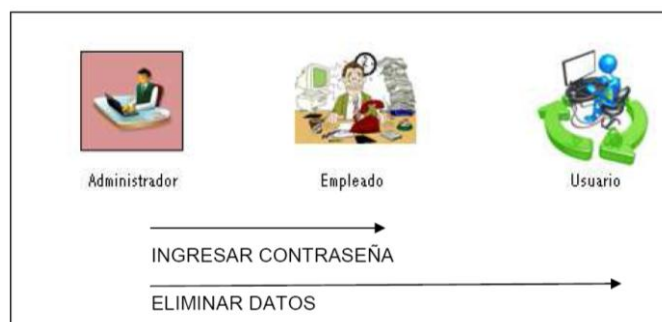 Administrador
Empleado
Usuario
INGRESAR CONTRASEÑA
ELIMINAR DATOS